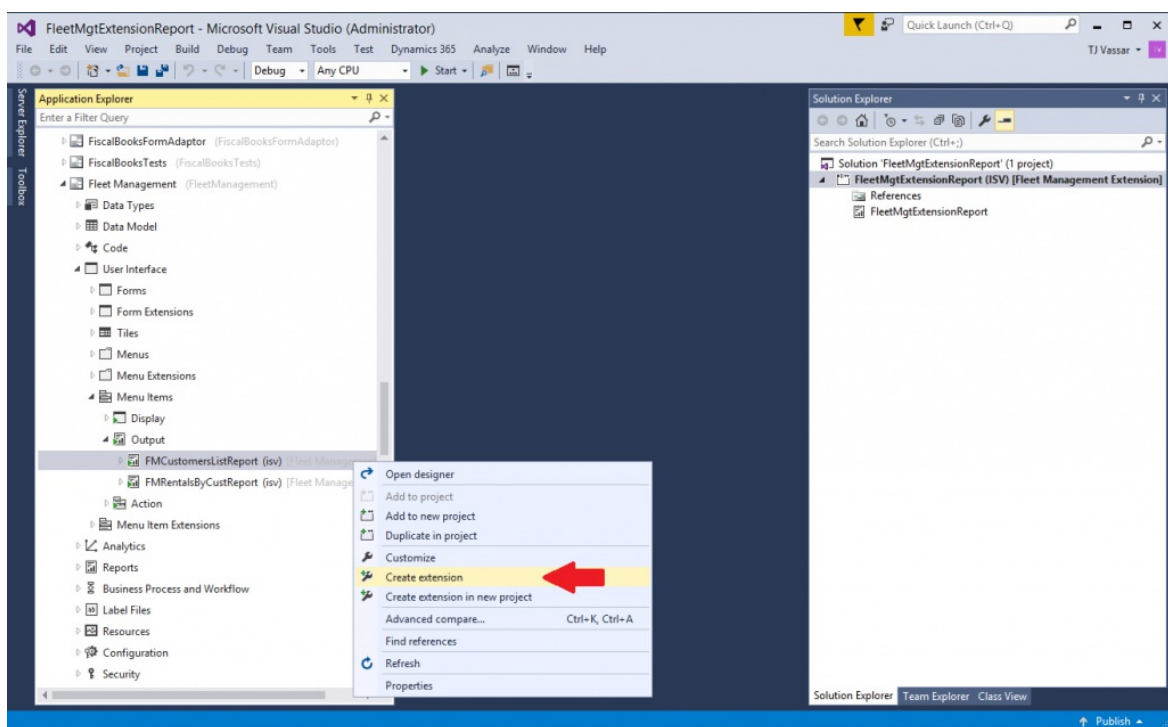 FleetMgtExtensionReport - Microsoft Visual Studio (Administrator)
Quick Launch (Ctrl+Q)
File Edit View Project Build Debug Team Tools Test Dynamics 365 Analyze Window Help
TJ Vassar
TV
Debug Any CPU Start
Server Explorer
Toolbox
Application Explorer
Enter a Filter Query
FiscalBooksFormAdaptor (FiscalBooksFormAdaptor)
FiscalBooksTests (FiscalBooksTests)
Fleet Management (FleetManagement)
Data Types
Data Model
Code
User Interface
Forms
Form Extensions
Tiles
Menus
Menu Extensions
Menu Items
Display
Output
FMCustomersListReport (isv) [Fleet Management
FMRentalsByCustReport (isv) [Fleet Manage
Action
Menu Item Extensions
Analytics
Reports
Business Process and Workflow
Label Files
Resources
Configuration
Security
Open designer
Add to project
Add to new project
Duplicate in project
Customize
Create extension
Create extension in new project
Advanced compare... Ctrl+K, Ctrl+A
Find references
Refresh
Properties
Solution Explorer
Search Solution Explorer (Ctrl+;)
Solution 'FleetMgtExtensionReport' (1 project)
FleetMgtExtensionReport (ISV) [Fleet Management Extension]
References
FleetMgtExtensionReport
Solution Explorer Team Explorer Class View
Publish